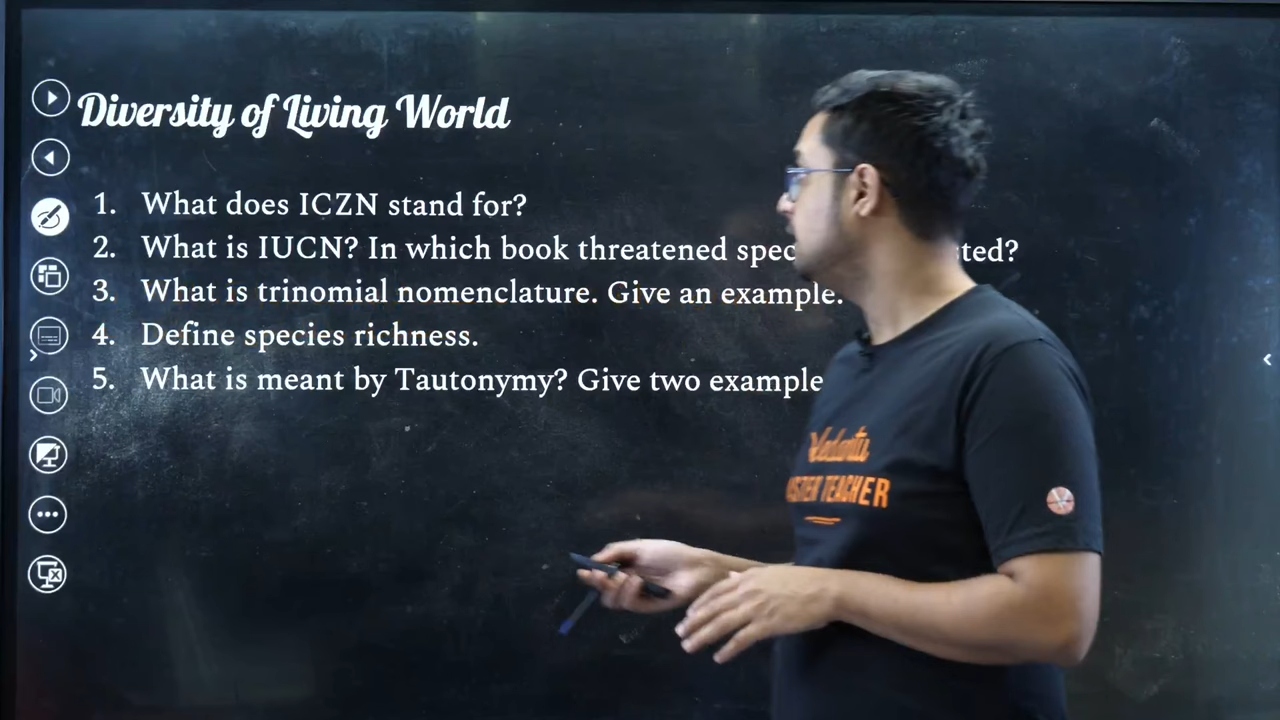 Diversity of Living World
1. What does ICZN stand for?
2. What is IUCN? In which book threatened spec sted?
3. What is trinomial nomenclature. Give an example.
4. Define species richness.
5. What is meant by Tautonymy? Give two example
Vedantu
MASTER TEACHER